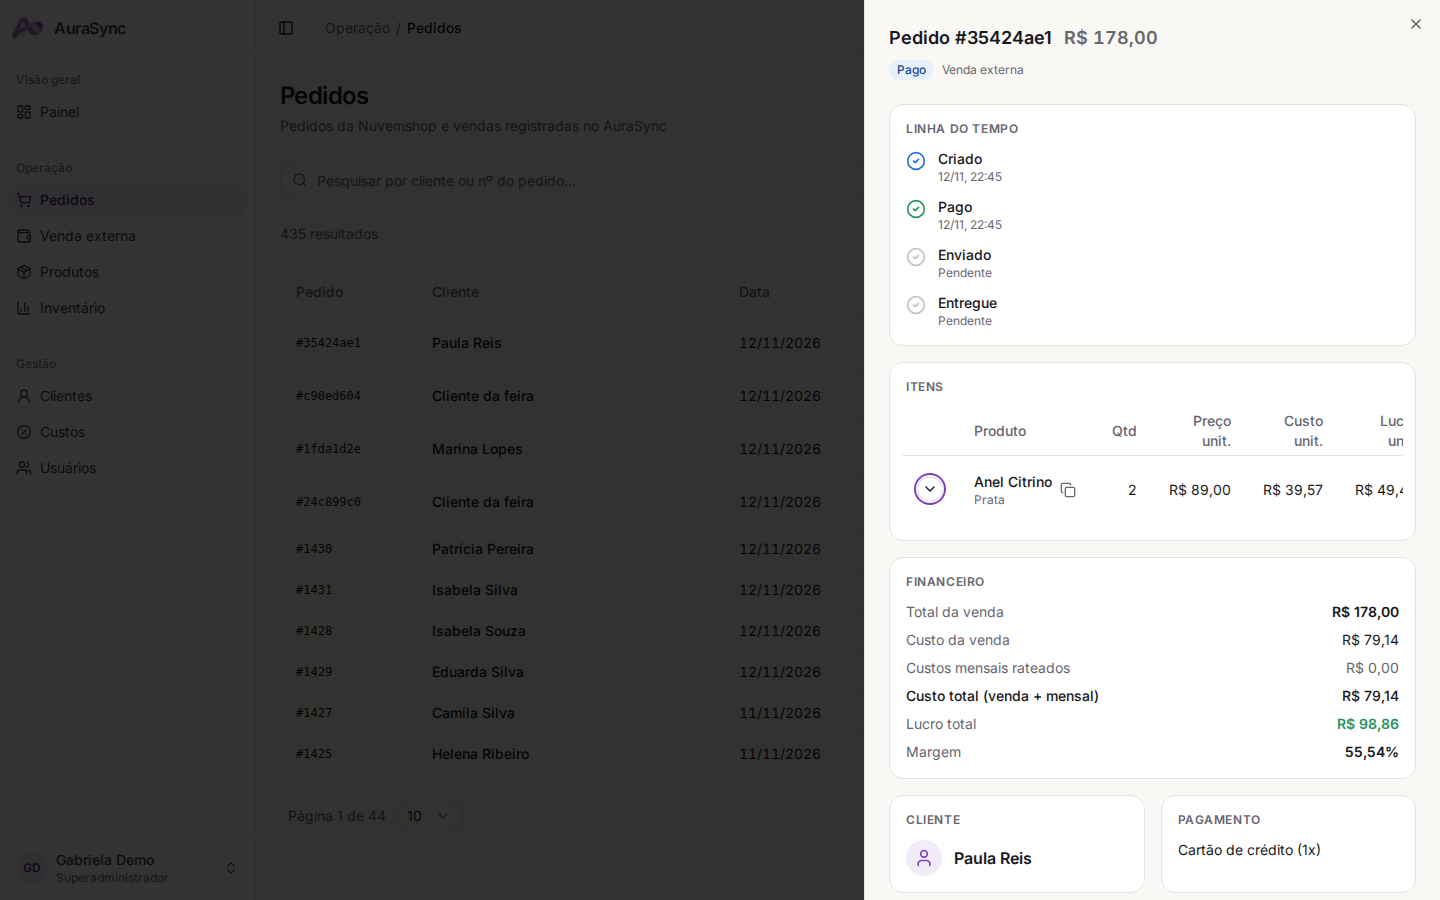 AuraSync
Visão geral
Painel
Operação
Pedidos
Venda externa
Produtos
Inventário
Gestão
Clientes
Custos
Usuários
GD
Gabriela Demo
Superadministrador
Operação / Pedidos
Pedidos
Pedidos da Nuvemshop e vendas registradas no AuraSync
Pesquisar por cliente ou nº do pedido...
435 resultados
Pedido Cliente Data
#35424ae1 Paula Reis 12/11/2026
#c90ed604 Cliente da feira 12/11/2026
#1fda1d2e Marina Lopes 12/11/2026
#24c899c0 Cliente da feira 12/11/2026
#1430 Patrícia Pereira 12/11/2026
#1431 Isabela Silva 12/11/2026
#1428 Isabela Souza 12/11/2026
#1429 Eduarda Silva 12/11/2026
#1427 Camila Silva 11/11/2026
#1425 Helena Ribeiro 11/11/2026
Página 1 de 44 10
Pedido #35424ae1 R$ 178,00
Pago Venda externa
LINHA DO TEMPO
Criado
12/11, 22:45
Pago
12/11, 22:45
Enviado
Pendente
Entregue
Pendente
ITENS
Produto Qtd Preço unit. Custo unit. Luc un
Anel Citrino 2 R$ 89,00 R$ 39,57 R$ 49,4
Prata
FINANCEIRO
Total da venda R$ 178,00
Custo da venda R$ 79,14
Custos mensais rateados R$ 0,00
Custo total (venda + mensal) R$ 79,14
Lucro total R$ 98,86
Margem 55,54%
CLIENTE
Paula Reis
PAGAMENTO
Cartão de crédito (1x)